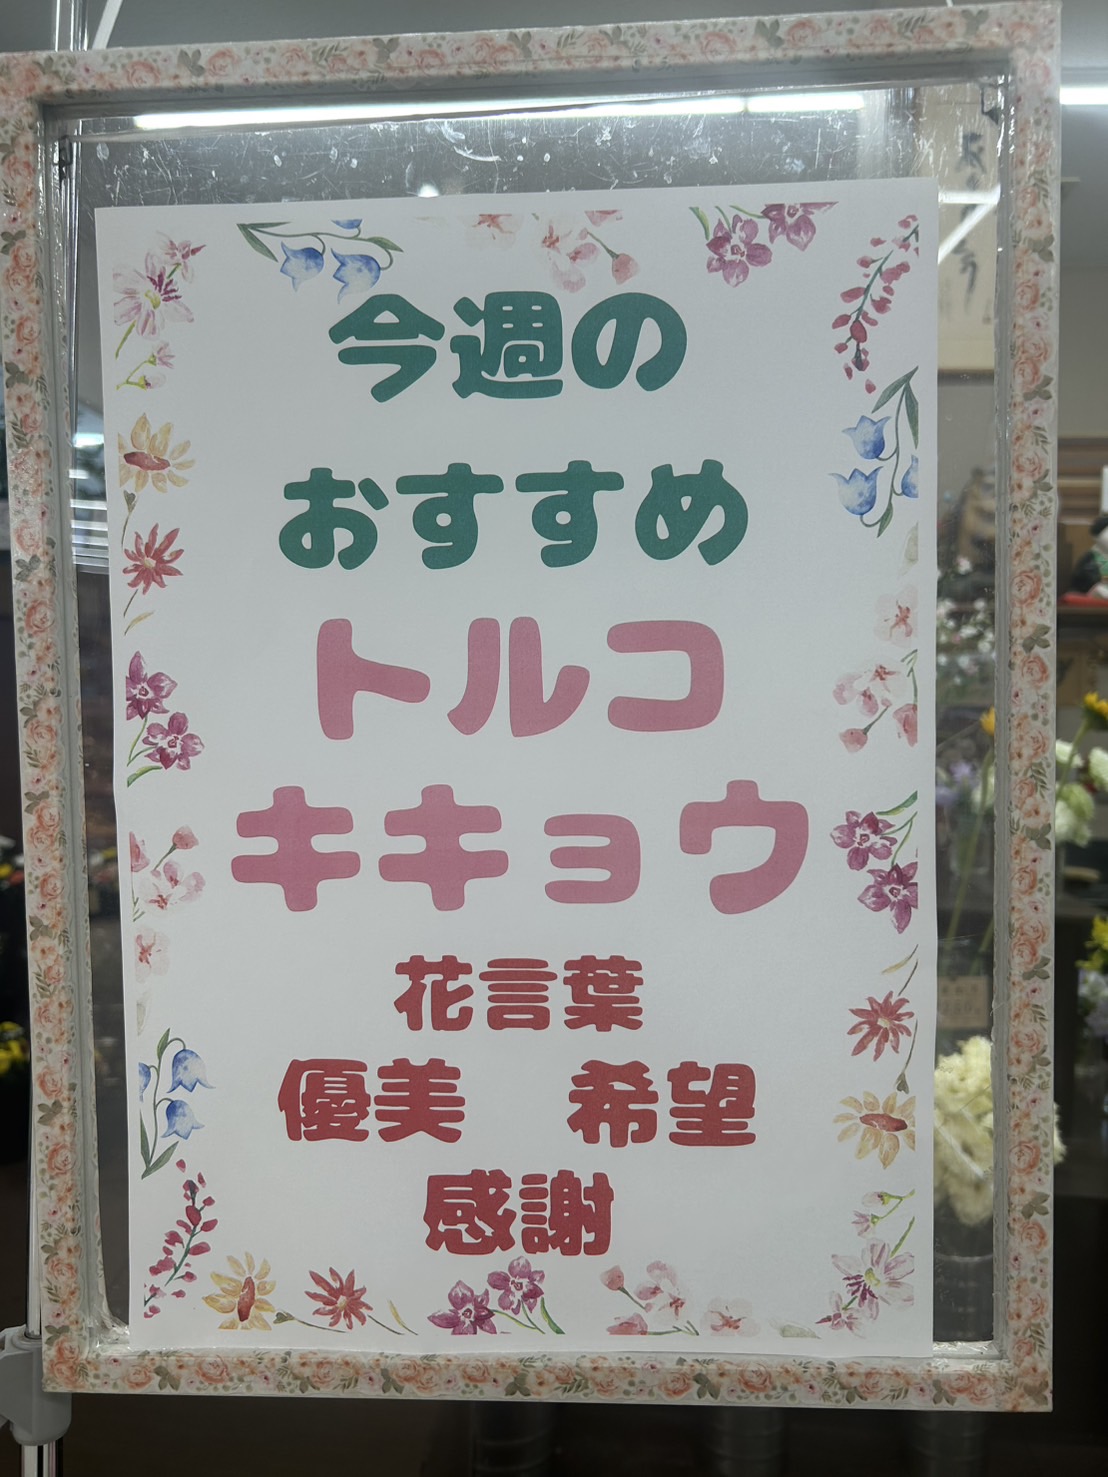 今週の
おすすめ
トルコ
キキョウ
花言葉
優美　希望
感謝